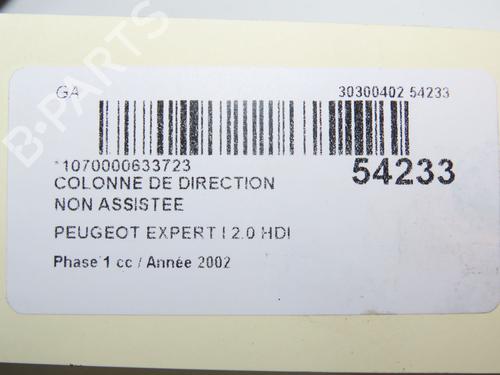 B-PARTS
GA 30300402 54233
*1070000633723 54233
COLONNE DE DIRECTION
NON ASSISTEE
PEUGEOT EXPERT I 2.0 HDI
Phase 1 cc / Année 2002